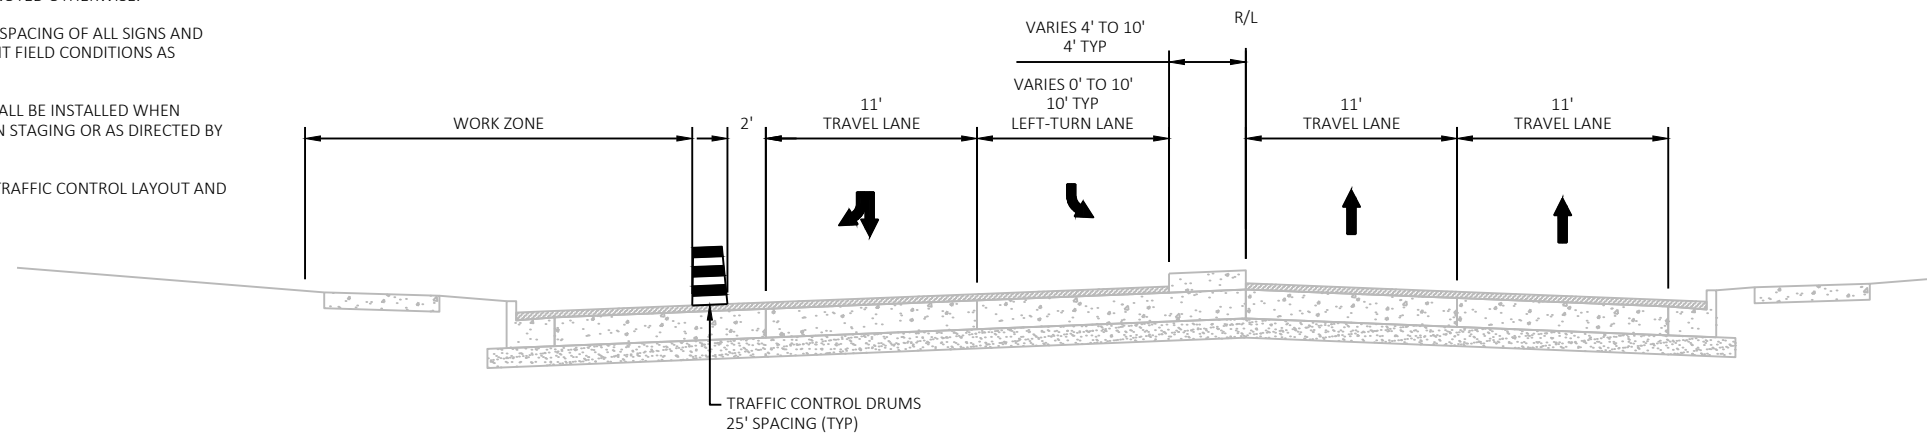 SPACING OF ALL SIGNS AND
FIELD CONDITIONS AS
BE INSTALLED WHEN
STAGING OR AS DIRECTED BY
TRAFFIC CONTROL LAYOUT AND
WORK ZONE
2'
11'
TRAVEL LANE
VARIES 4' TO 10'
4' TYP
VARIES 0' TO 10'
10' TYP
LEFT-TURN LANE
R/L
11'
TRAVEL LANE
11'
TRAVEL LANE
TRAFFIC CONTROL DRUMS
25' SPACING (TYP)